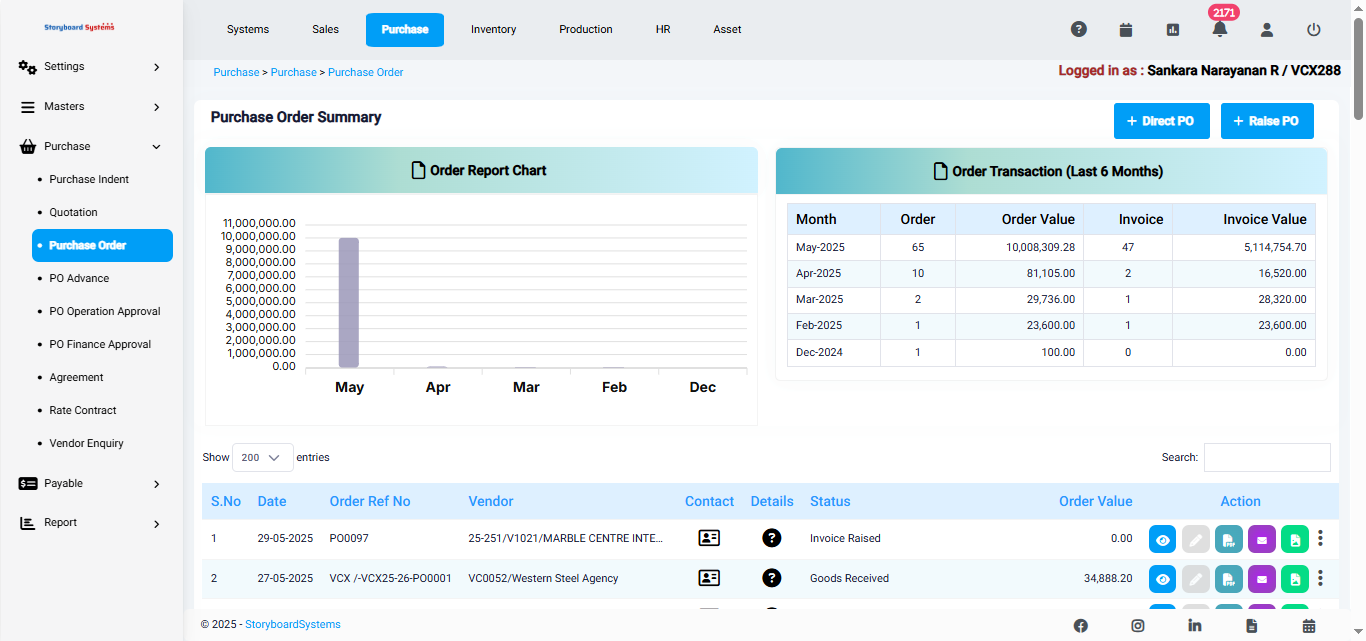 Storyboard Systems
Systems Sales Purchase Inventory Production HR Asset
2171
Settings
Masters
Purchase
Purchase Indent
Quotation
Purchase Order
PO Advance
PO Operation Approval
PO Finance Approval
Agreement
Rate Contract
Vendor Enquiry
Payable
Report
Purchase > Purchase > Purchase Order
Logged in as : Sankara Narayanan R / VCX288
Purchase Order Summary
+ Direct PO
+ Raise PO
Order Report Chart
11,000,000.00
10,000,000.00
9,000,000.00
8,000,000.00
7,000,000.00
6,000,000.00
5,000,000.00
4,000,000.00
3,000,000.00
2,000,000.00
1,000,000.00
0.00
May Apr Mar Feb Dec
Order Transaction (Last 6 Months)
Month Order Order Value Invoice Invoice Value
May-2025 65 10,008,309.28 47 5,114,754.70
Apr-2025 10 81,105.00 2 16,520.00
Mar-2025 2 29,736.00 1 28,320.00
Feb-2025 1 23,600.00 1 23,600.00
Dec-2024 1 100.00 0 0.00
Show 200 entries
Search:
S.No Date Order Ref No Vendor Contact Details Status Order Value Action
1 29-05-2025 PO0097 25-251/V1021/MARBLE CENTRE INTE... Invoice Raised 0.00
2 27-05-2025 VCX /-VCX25-26-PO0001 VC0052/Western Steel Agency Goods Received 34,888.20
© 2025 - StoryboardSystems